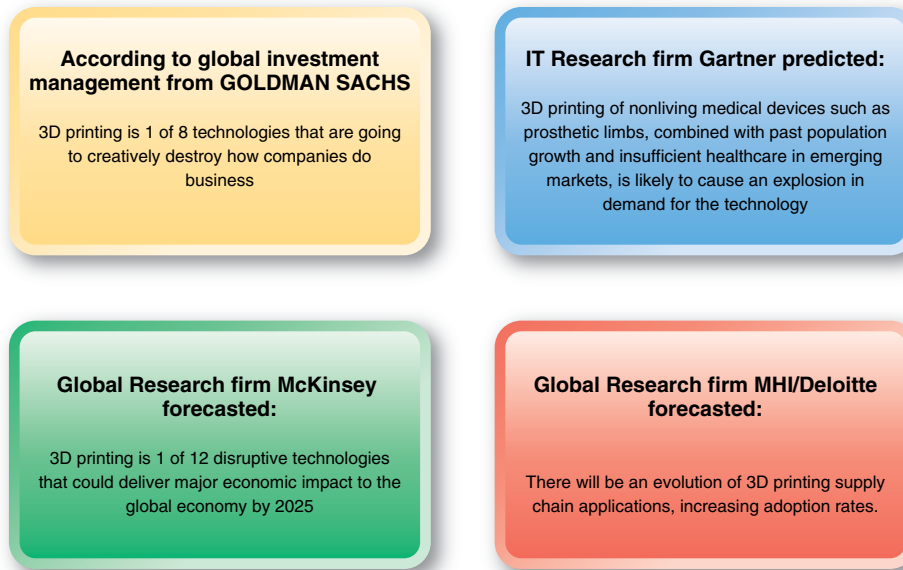 According to global investment
management from GOLDMAN SACHS
3D printing is 1 of 8 technologies that are going
to creatively destroy how companies do
business
IT Research firm Gartner predicted:
3D printing of nonliving medical devices such as
prosthetic limbs, combined with past population
growth and insufficient healthcare in emerging
markets, is likely to cause an explosion in
demand for the technology
Global Research firm McKinsey
forecasted:
3D printing is 1 of 12 disruptive technologies
that could deliver major economic impact to the
global economy by 2025
Global Research firm MHI/Deloitte
forecasted:
There will be an evolution of 3D printing supply
chain applications, increasing adoption rates.